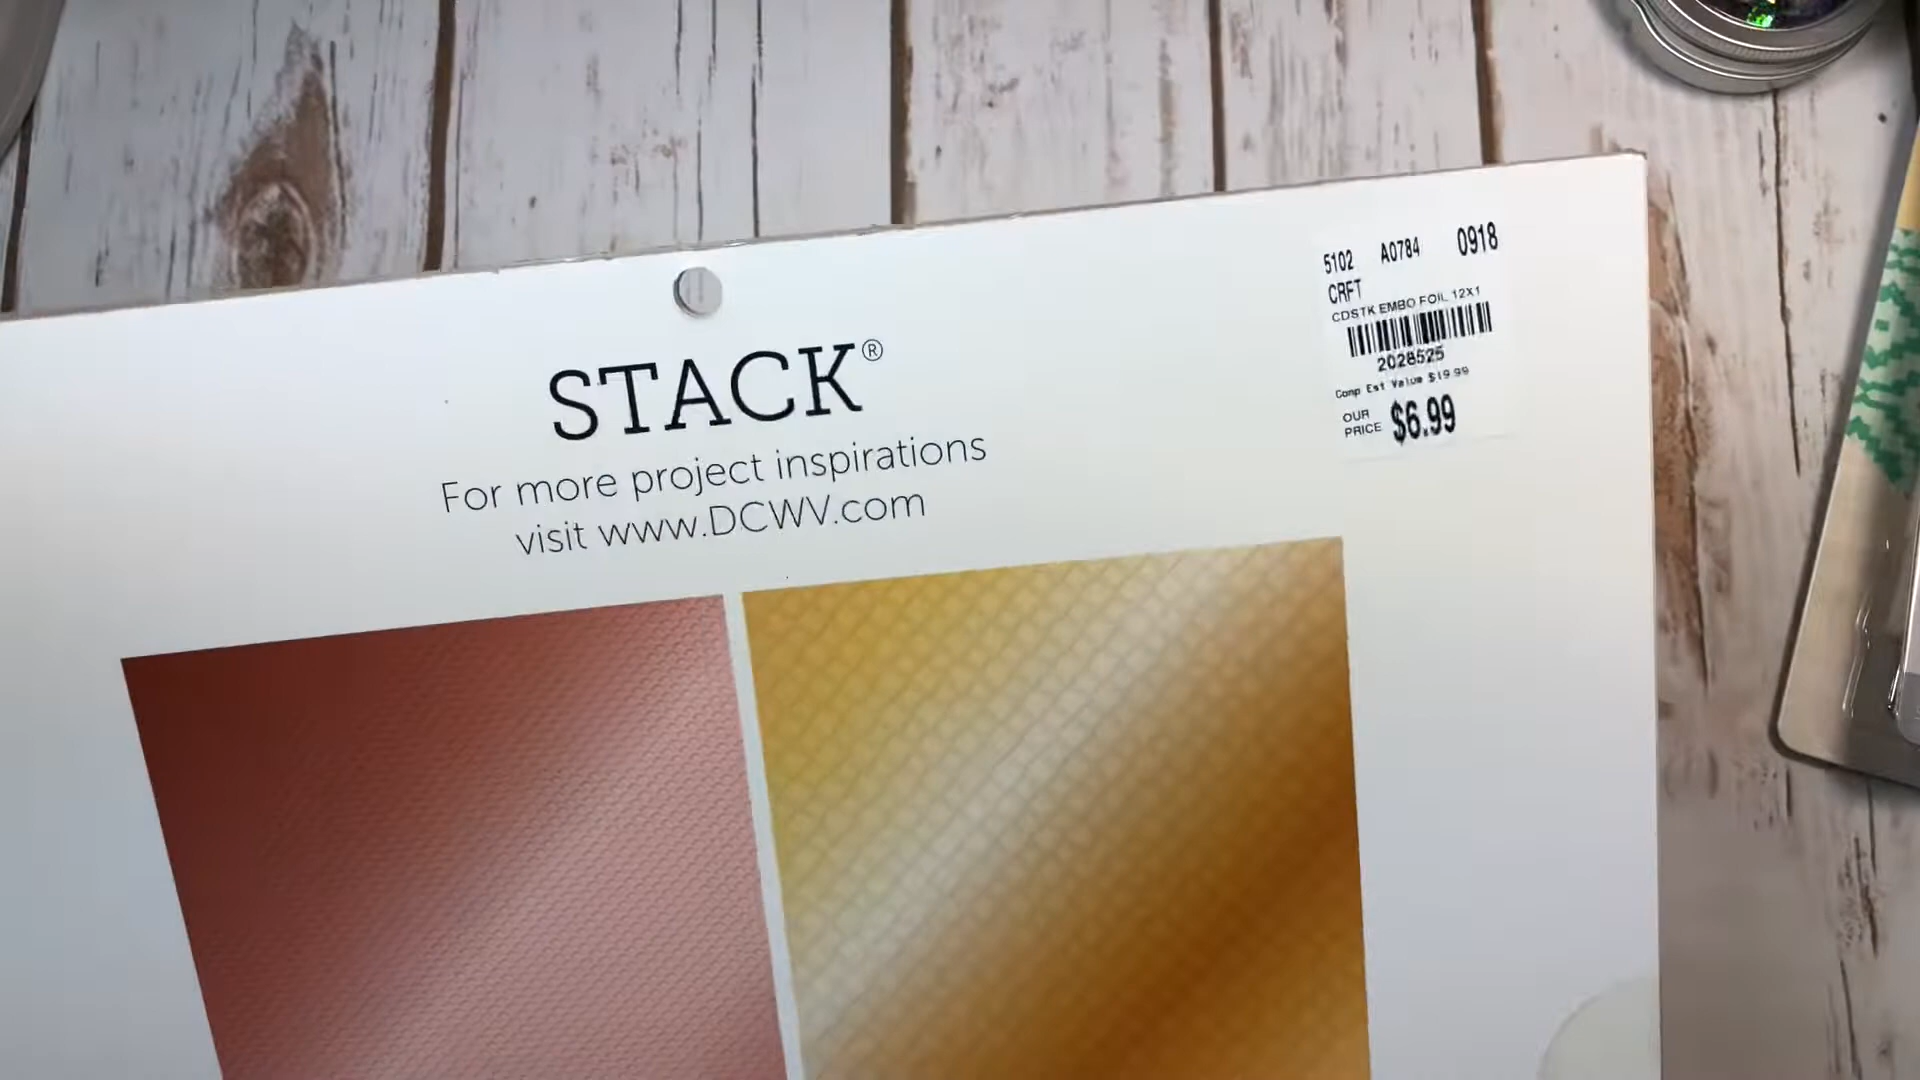 STACK®
For more project inspirations
visit www.DCWV.com
5102 A0784 0918
CRFT
CDSTK EMBO FOIL 12X1
2028525
Comp Est Value $19.99
OUR PRICE $6.99